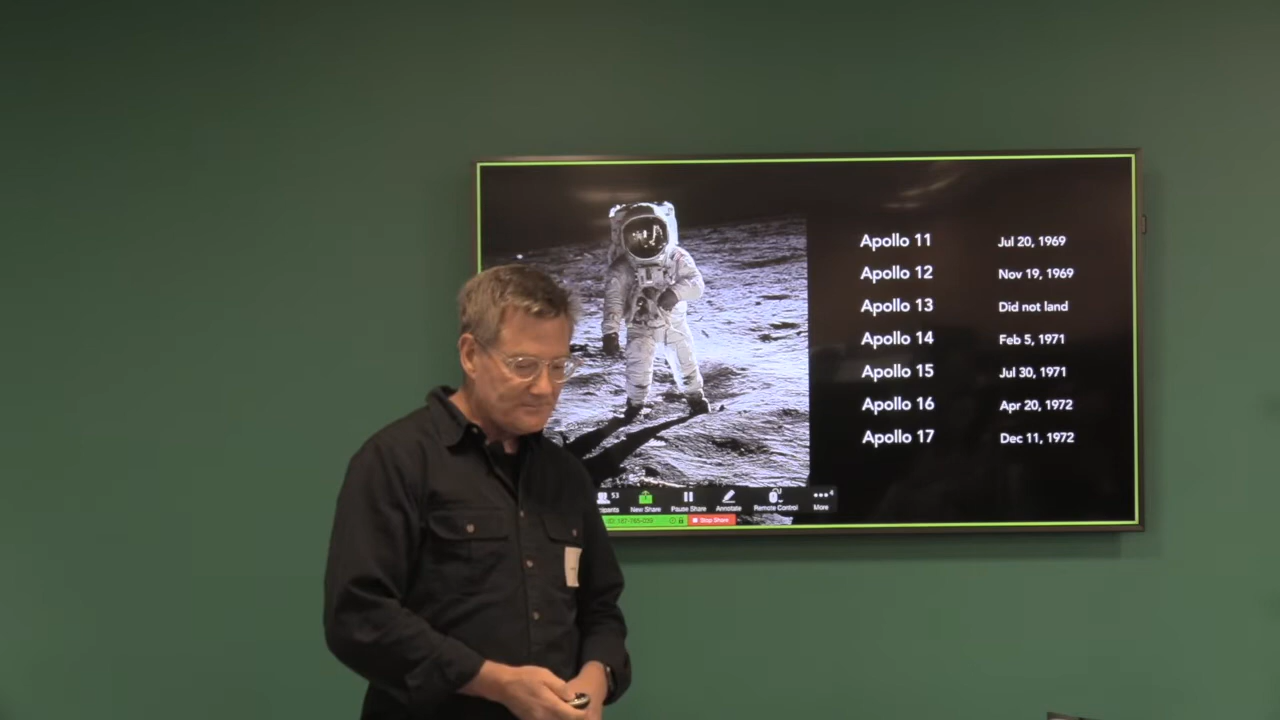 Apollo 11 Jul 20, 1969
Apollo 12 Nov 19, 1969
Apollo 13 Did not land
Apollo 14 Feb 5, 1971
Apollo 15 Jul 30, 1971
Apollo 16 Apr 20, 1972
Apollo 17 Dec 11, 1972
53 4
New Share Pause Share Annotate Remote Control More
Stop Share